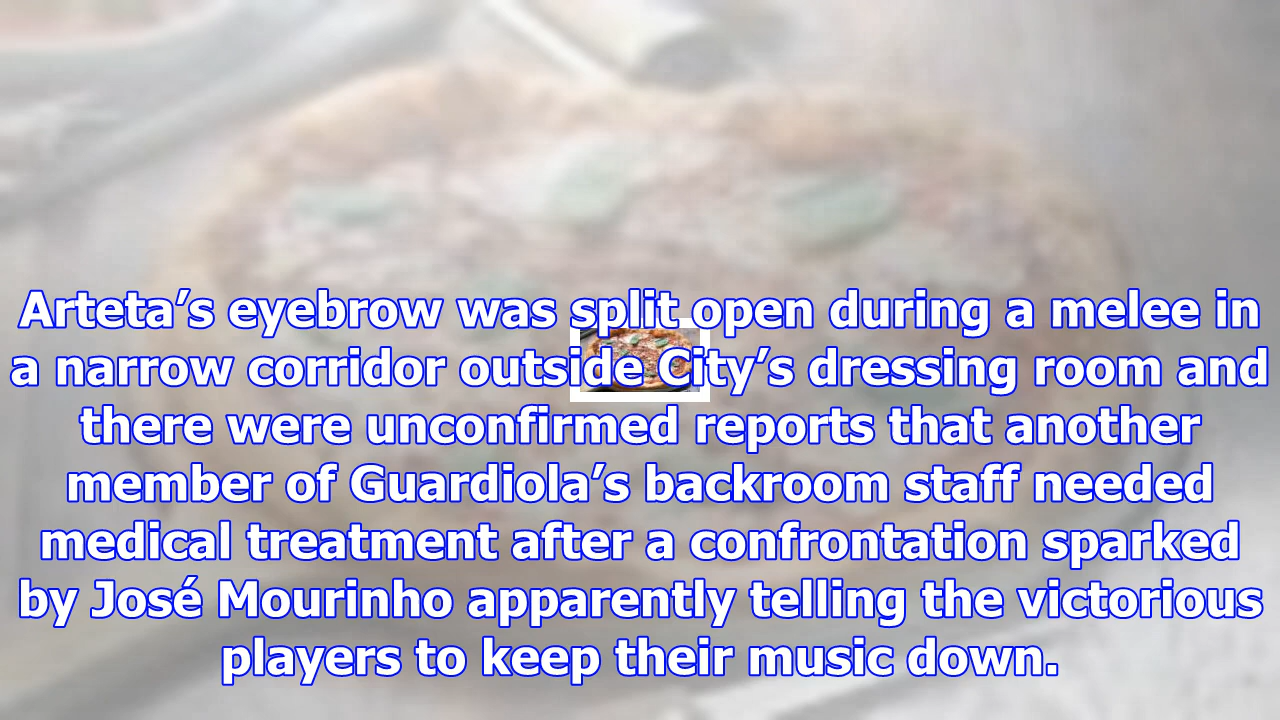 Arteta’s eyebrow was split open during a melee in
a narrow corridor outside City’s dressing room and
there were unconfirmed reports that another
member of Guardiola’s backroom staff needed
medical treatment after a confrontation sparked
by José Mourinho apparently telling the victorious
players to keep their music down.